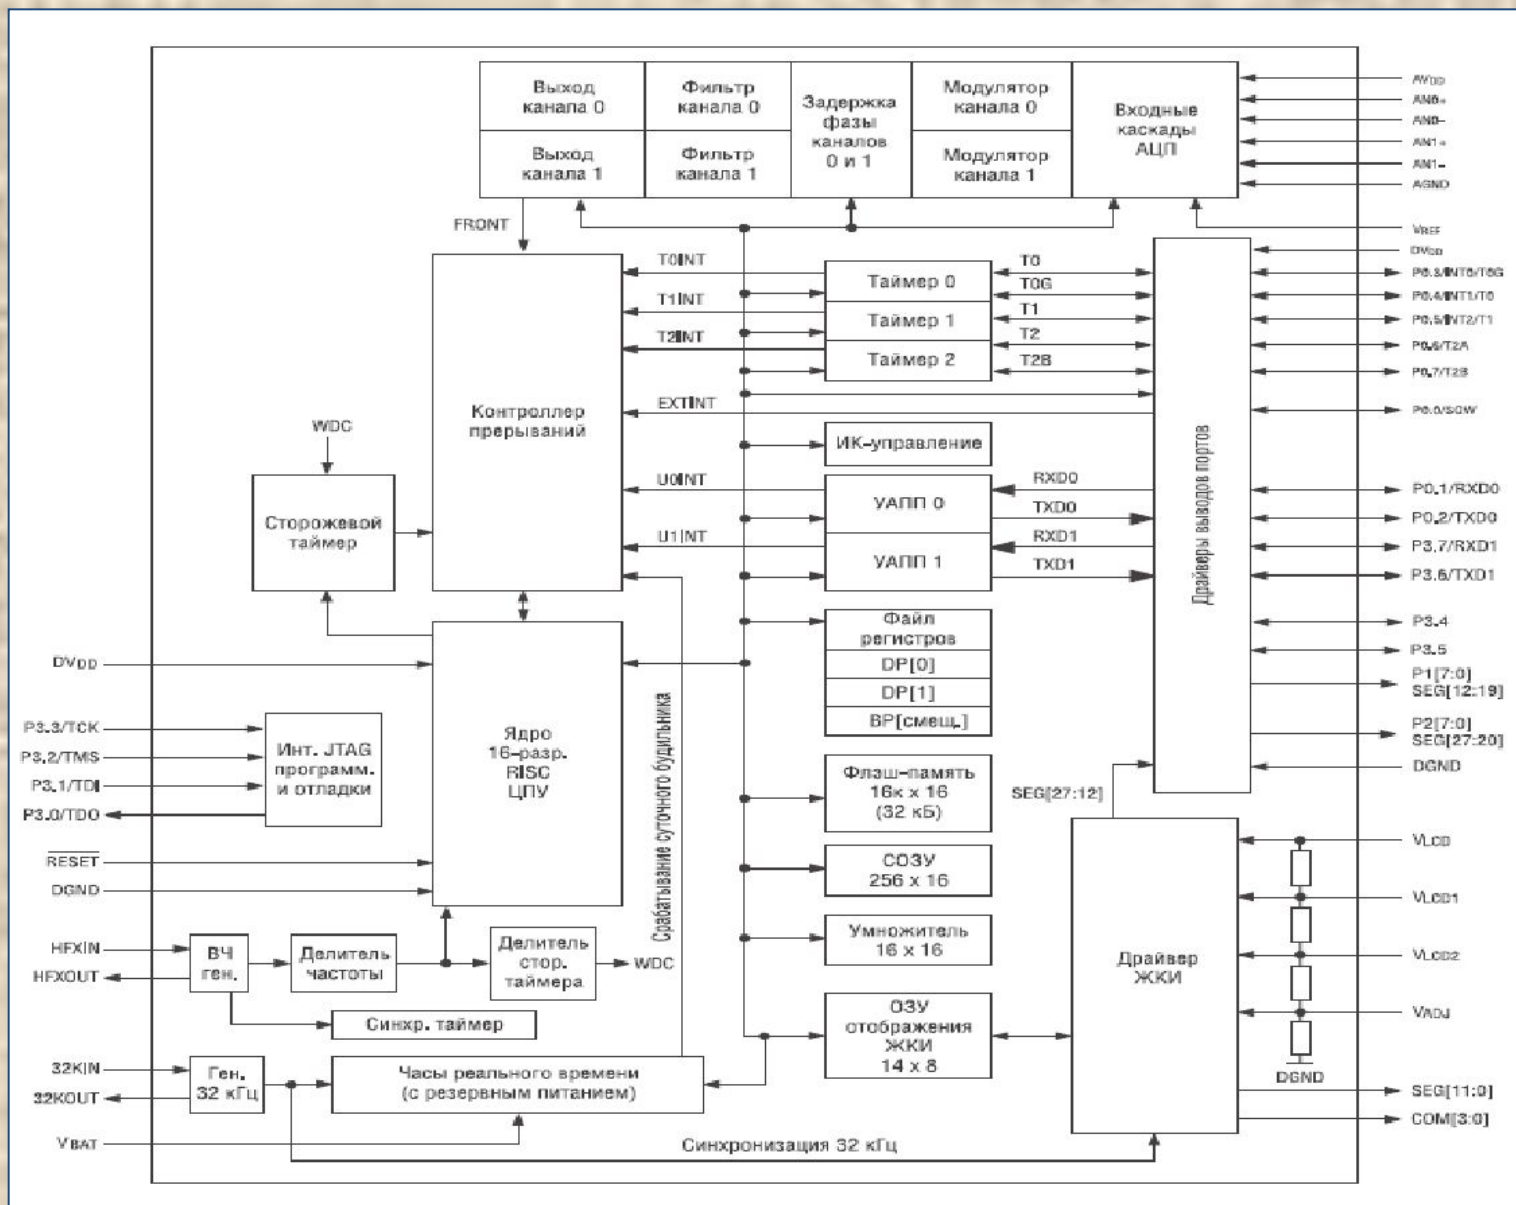 Выход
канала 0
Фильтр
канала 0
Задержка
фазы
каналов
0 и 1
Модулятор
канала 0
Входные
каскады
АЦП
Выход
канала 1
Фильтр
канала 1
Модулятор
канала 1
AVDD
AN0+
AN0–
AN1+
AN1–
AGND
VREF
DVDD
P0.3/INT0/T0G
P0.4/INT1/T0
P0.5/INT2/T1
P0.6/T2A
P0.7/T2B
P0.0/SQW
P0.1/RXD0
P0.2/TXD0
P3.7/RXD1
P3.6/TXD1
P3.4
P3.5
P1[7:0]
SEG[12:19]
P2[7:0]
SEG[27:20]
DGND
VLCD
VLCD1
VLCD2
VADJ
DGND
SEG[11:0]
COM[3:0]
FRONT
T0INT
T1INT
T2INT
EXTINT
U0INT
U1INT
Контроллер
прерываний
Таймер 0
Таймер 1
Таймер 2
T0
T0G
T1
T2
T2B
ИК-управление
УАПП 0
УАПП 1
RXD0
TXD0
RXD1
TXD1
Драйверы выводов портов
Файл
регистров
DP[0]
DP[1]
BP[смещ.]
Флэш-память
16к x 16
(32 кБ)
СОЗУ
256 x 16
Умножитель
16 x 16
ОЗУ
отображения
ЖКИ
14 x 8
SEG[27:12]
Драйвер
ЖКИ
WDC
Сторожевой
таймер
DVDD
P3.3/TCK
P3.2/TMS
P3.1/TDI
P3.0/TDO
Инт. JTAG
программ.
и отладки
Ядро
16-разр.
RISC
ЦПУ
Срабатывание суточного будильника
RESET
DGND
HFXIN
HFXOUT
ВЧ
ген.
Делитель
частоты
Делитель
стор.
таймера
WDC
Синхр. таймер
32KIN
32KOUT
Ген.
32 кГц
Часы реального времени
(с резервным питанием)
VBAT
Синхронизация 32 кГц